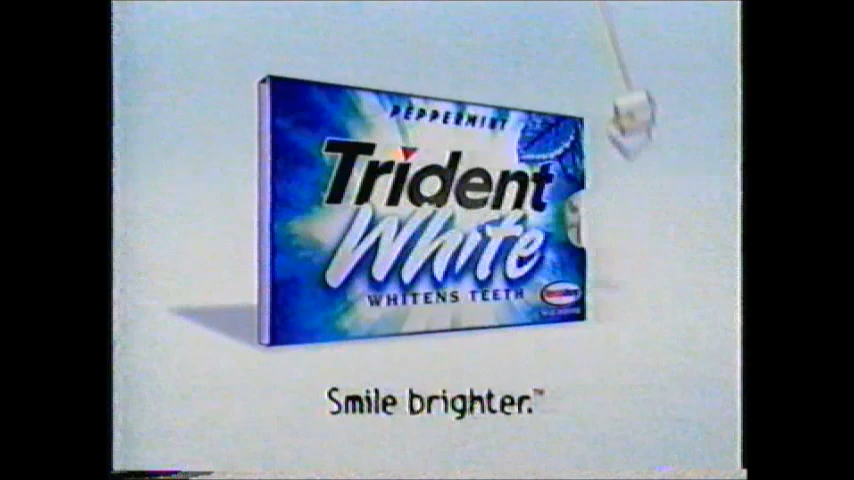 PEPPERMINT
Trident
White
WHITENS TEETH
Smile brighter.™